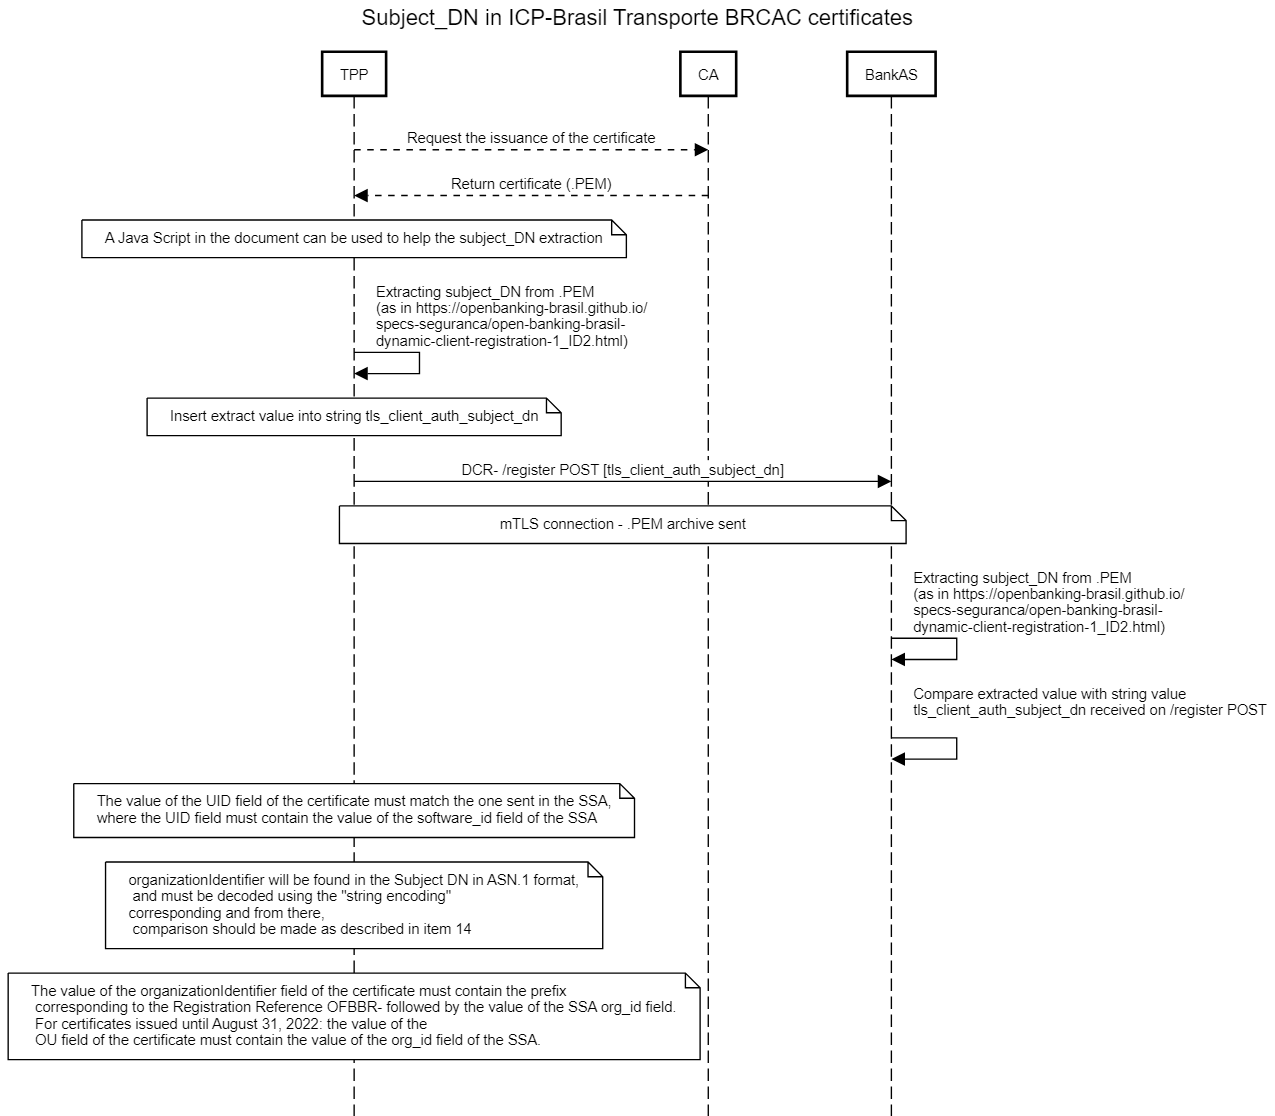 Subject_DN in ICP-Brasil Transporte BRCAC certificates
TPP
CA
BankAS
Request the issuance of the certificate
Return certificate (.PEM)
A Java Script in the document can be used to help the subject_DN extraction
Extracting subject_DN from .PEM
(as in https://openbanking-brasil.github.io/
specs-seguranca/open-banking-brasil-
dynamic-client-registration-1_ID2.html)
Insert extract value into string tls_client_auth_subject_dn
DCR- /register POST [tls_client_auth_subject_dn]
mTLS connection - .PEM archive sent
Extracting subject_DN from .PEM
(as in https://openbanking-brasil.github.io/
specs-seguranca/open-banking-brasil-
dynamic-client-registration-1_ID2.html)
Compare extracted value with string value
tls_client_auth_subject_dn received on /register POST
The value of the UID field of the certificate must match the one sent in the SSA,
where the UID field must contain the value of the software_id field of the SSA
organizationIdentifier will be found in the Subject DN in ASN.1 format,
and must be decoded using the "string encoding"
corresponding and from there,
comparison should be made as described in item 14
The value of the organizationIdentifier field of the certificate must contain the prefix
corresponding to the Registration Reference OFBBR- followed by the value of the SSA org_id field.
For certificates issued until August 31, 2022: the value of the
OU field of the certificate must contain the value of the org_id field of the SSA.